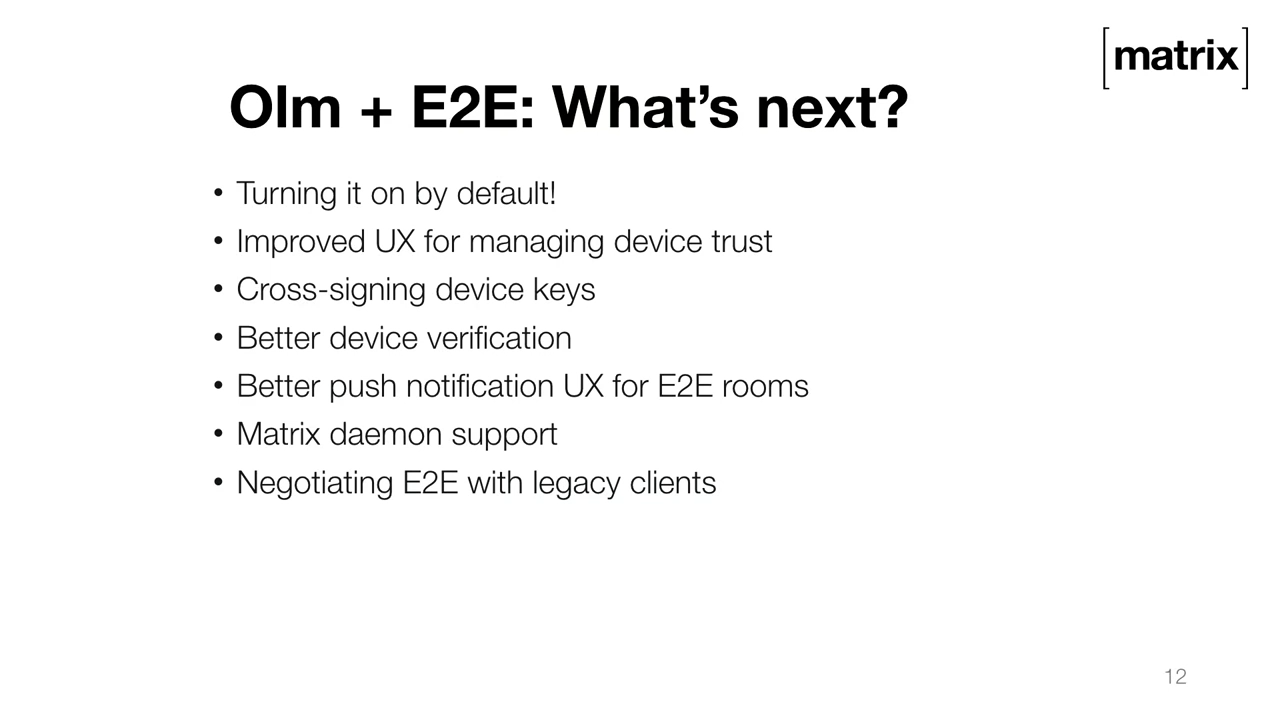 [matrix]
Olm + E2E: What’s next?
• Turning it on by default!
• Improved UX for managing device trust
• Cross-signing device keys
• Better device verification
• Better push notification UX for E2E rooms
• Matrix daemon support
• Negotiating E2E with legacy clients
12